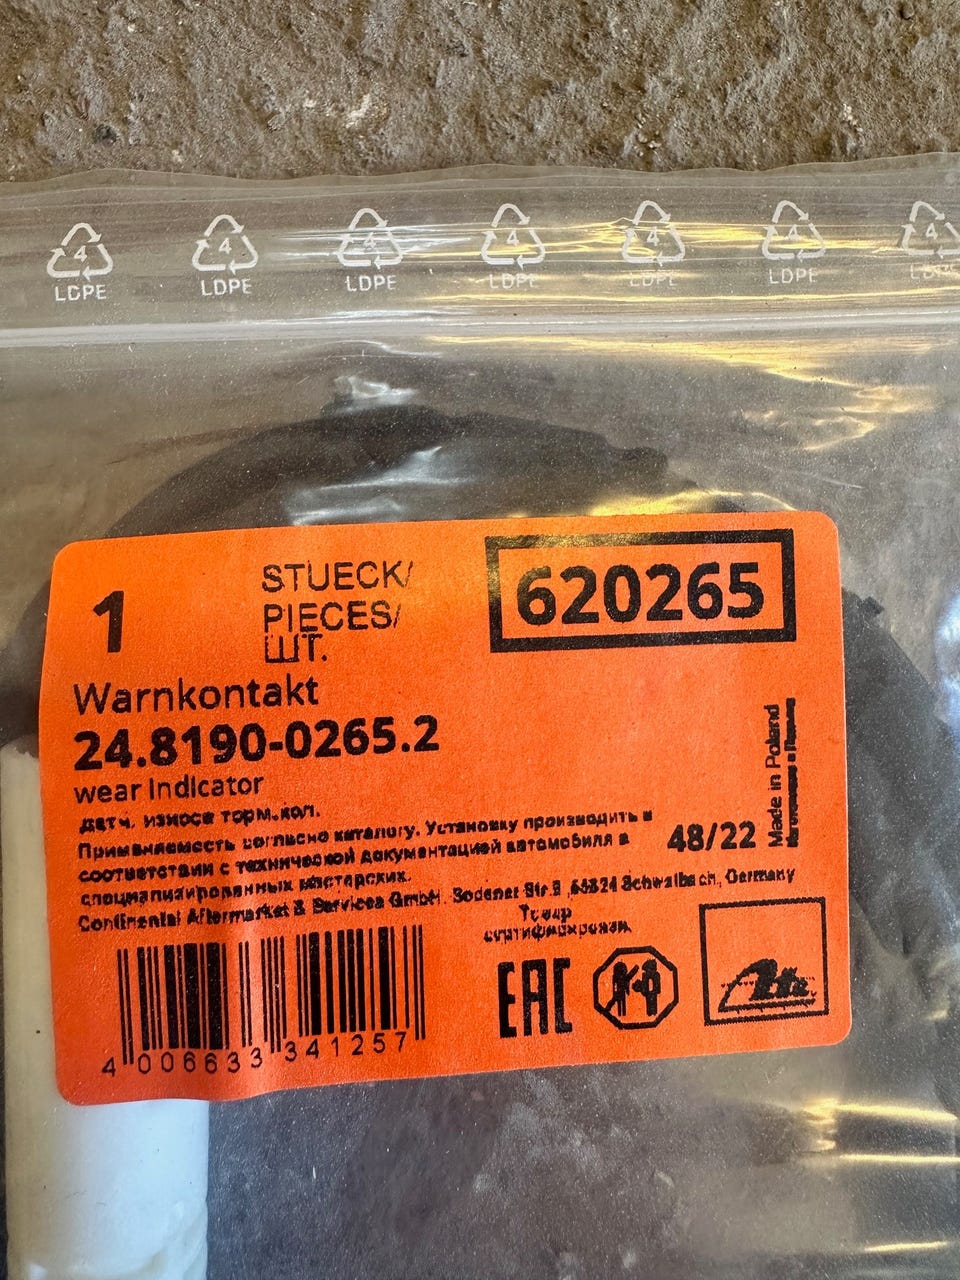 4 4 4 4 4 4 4
LDPE LDPE LDPE LDPE LDPE LDPE LDPE
1
STUECK/
PIECES/
ШТ.
620265
Warnkontakt
24.8190-0265.2
wear indicator
датч. износа торм.кол.
Применяемость согласно каталогу. Установку производить в
соответствии с технической документацией автомобиля в
специализированных мастерских.
48/22
Made in Poland
Continental Aftermarket & Services GmbH. Sodener Str.9, 65824 Schwalbach, Germany
Товар
сертифицирован.
EAC
ATE
4 006633 341257